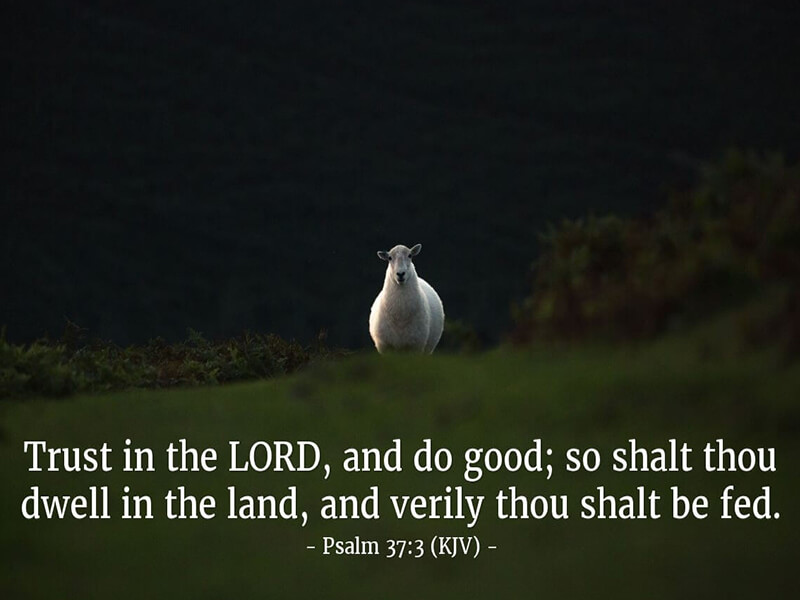 Trust in the LORD, and do good; so shalt thou
dwell in the land, and verily thou shalt be fed.
- Psalm 37:3 (KJV) -